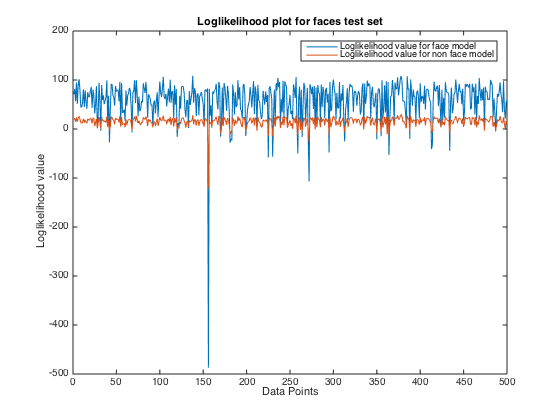 Loglikelihood plot for faces test set
Loglikelihood value for face model
Loglikelihood value for non face model
200
100
0
-100
-200
-300
-400
-500
Loglikelihood value
0 50 100 150 200 250 300 350 400 450 500
Data Points